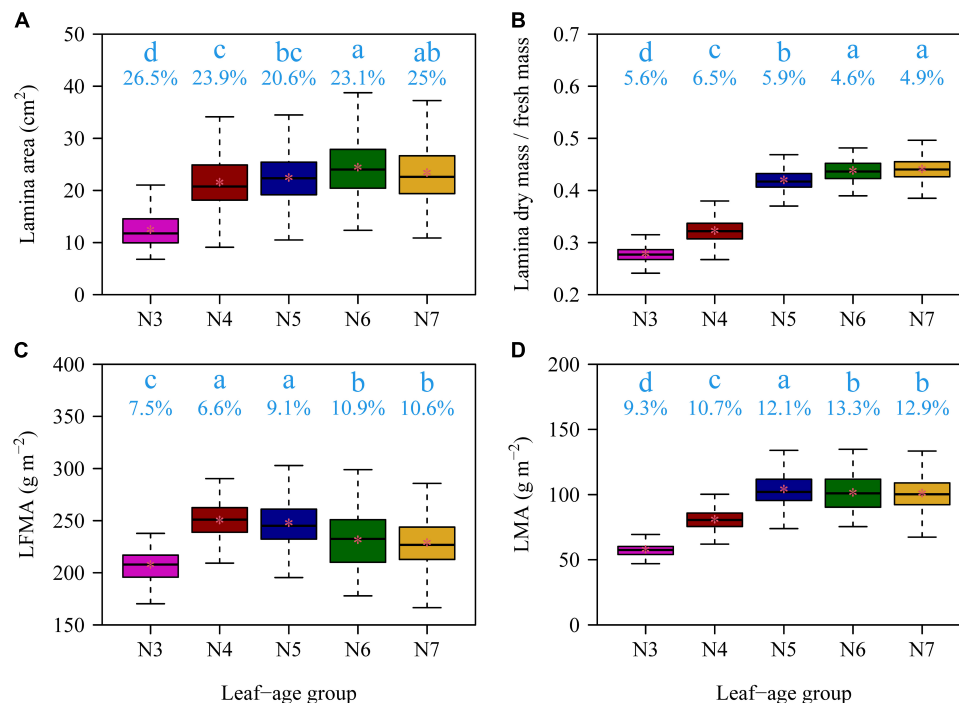 A
Lamina area (cm²)
50
40
30
20
10
0
d c bc a ab
26.5% 23.9% 20.6% 23.1% 25%
* * * * *
N3 N4 N5 N6 N7
B
Lamina dry mass / fresh mass
0.7
0.6
0.5
0.4
0.3
0.2
d c b a a
5.6% 6.5% 5.9% 4.6% 4.9%
* * * * *
N3 N4 N5 N6 N7
C
LFMA (g m⁻²)
400
350
300
250
200
150
c a a b b
7.5% 6.6% 9.1% 10.9% 10.6%
* * * * *
N3 N4 N5 N6 N7
Leaf−age group
D
LMA (g m⁻²)
200
150
100
50
0
d c a b b
9.3% 10.7% 12.1% 13.3% 12.9%
* * * * *
N3 N4 N5 N6 N7
Leaf−age group